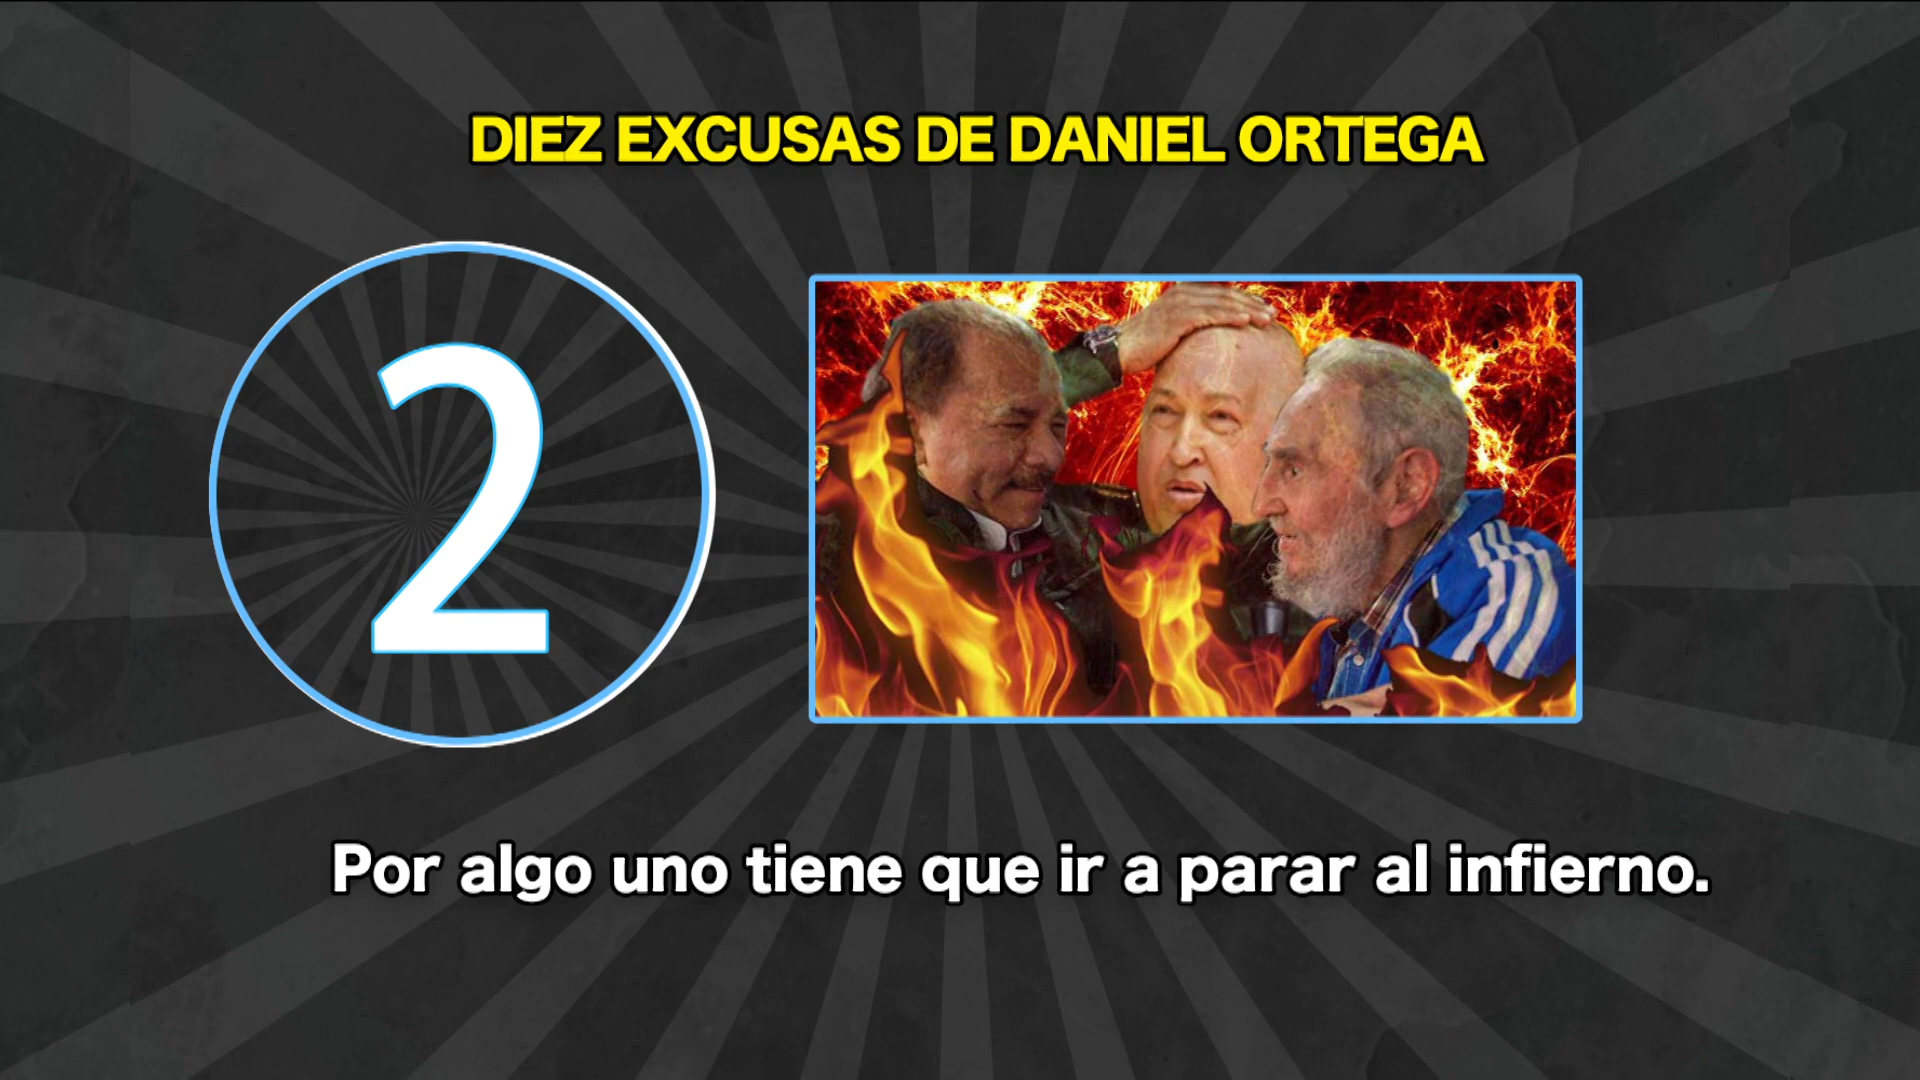 DIEZ EXCUSAS DE DANIEL ORTEGA
2
Por algo uno tiene que ir a parar al infierno.